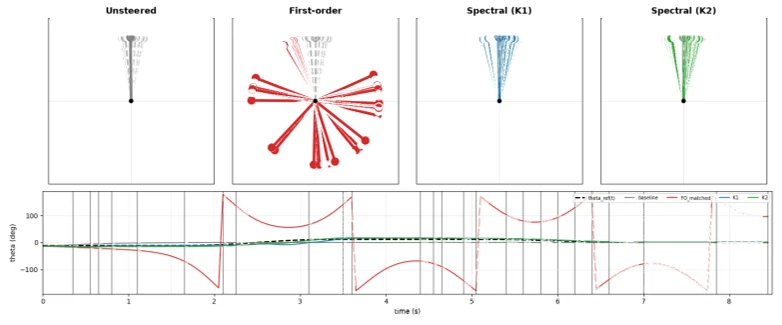 Unsteered First-order Spectral (K1) Spectral (K2)
theta_ref(t) baseline FO_matched K1 K2
100
0
−100
theta (deg)
0 1 2 3 4 5 6 7 8
time (s)